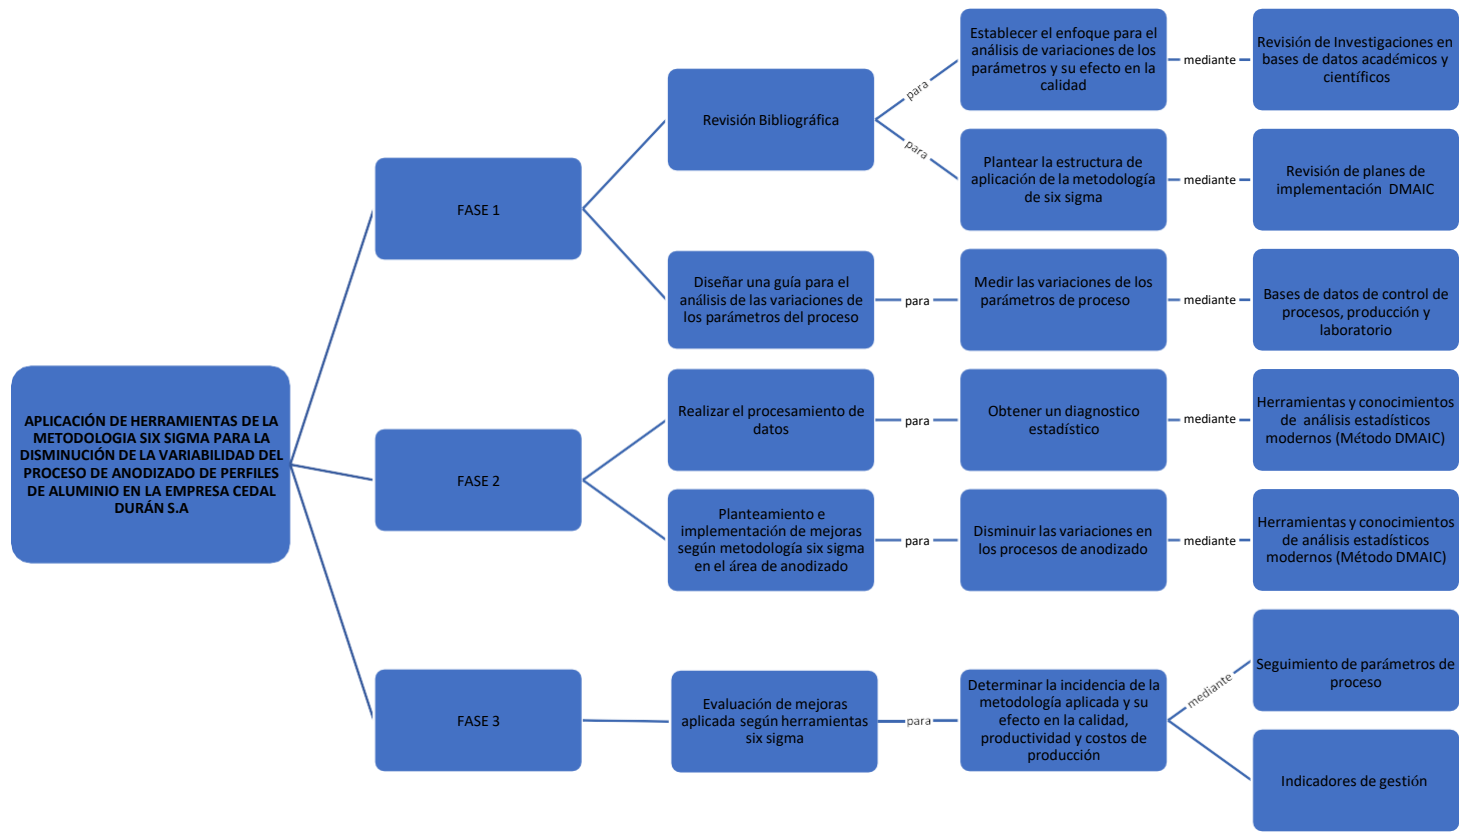 APLICACIÓN DE HERRAMIENTAS DE LA
METODOLOGIA SIX SIGMA PARA LA
DISMINUCIÓN DE LA VARIABILIDAD DEL
PROCESO DE ANODIZADO DE PERFILES
DE ALUMINIO EN LA EMPRESA CEDAL
DURÁN S.A
FASE 1
Revisión Bibliográfica
para
Establecer el enfoque para el
análisis de variaciones de los
parámetros y su efecto en la
calidad
mediante
Revisión de Investigaciones en
bases de datos académicos y
científicos
para
Plantear la estructura de
aplicación de la metodología
de six sigma
mediante
Revisión de planes de
implementación DMAIC
Diseñar una guía para el
análisis de las variaciones de
los parámetros del proceso
para
Medir las variaciones de los
parámetros de proceso
mediante
Bases de datos de control de
procesos, producción y
laboratorio
FASE 2
Realizar el procesamiento de
datos
para
Obtener un diagnostico
estadístico
mediante
Herramientas y conocimientos
de análisis estadísticos
modernos (Método DMAIC)
Planteamiento e
implementación de mejoras
según metodología six sigma
en el área de anodizado
para
Disminuir las variaciones en
los procesos de anodizado
mediante
Herramientas y conocimientos
de análisis estadísticos
modernos (Método DMAIC)
FASE 3
Evaluación de mejoras
aplicada según herramientas
six sigma
para
Determinar la incidencia de la
metodología aplicada y su
efecto en la calidad,
productividad y costos de
producción
mediante
Seguimiento de parámetros de
proceso
Indicadores de gestión